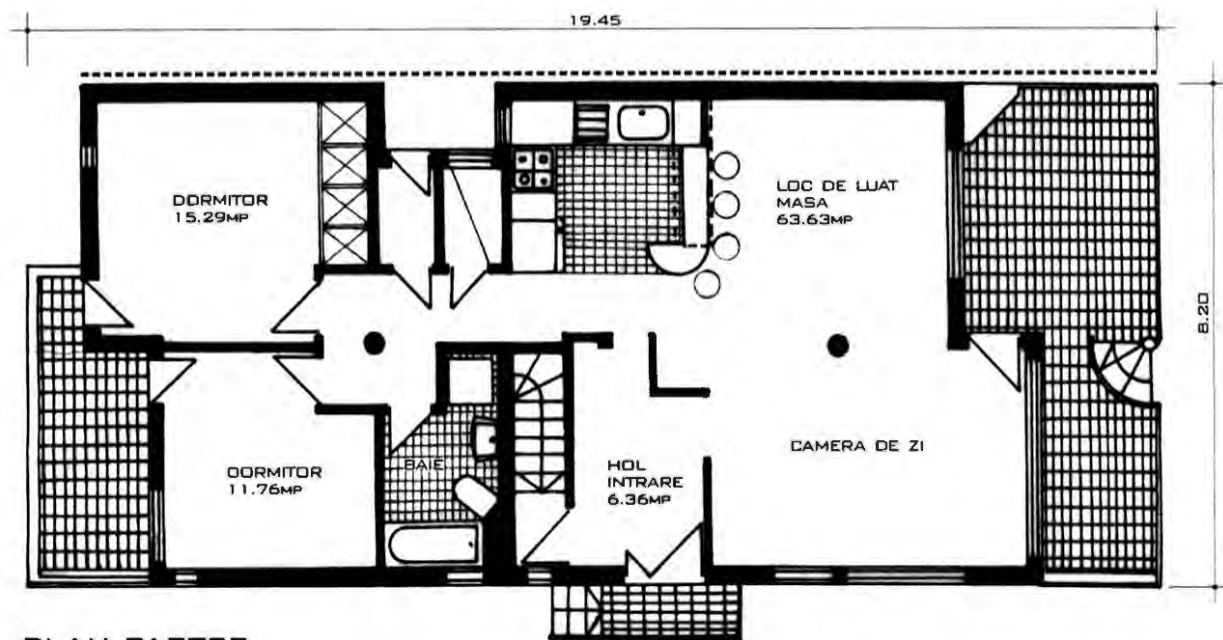 19.45
DORMITOR
15.29MP
LOC DE LUAT
MASA
63.63MP
8.20
CAMERA DE ZI
DORMITOR
11.76MP
BAIE
HOL
INTRARE
6.36MP